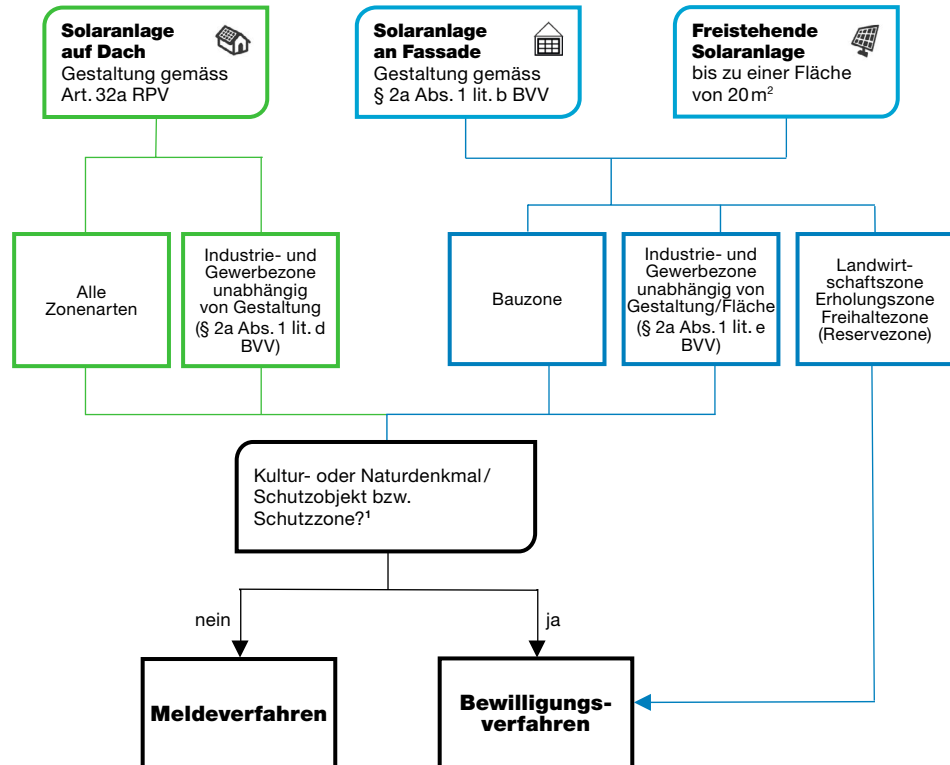 Solaranlage
auf Dach
Gestaltung gemäss
Art. 32a RPV
Solaranlage
an Fassade
Gestaltung gemäss
§ 2a Abs. 1 lit. b BVV
Freistehende
Solaranlage
bis zu einer Fläche
von 20 m²
Alle
Zonenarten
Industrie- und
Gewerbezone
unabhängig
von Gestaltung
(§ 2a Abs. 1 lit. d
BVV)
Bauzone
Industrie- und
Gewerbezone
unabhängig von
Gestaltung/Fläche
(§ 2a Abs. 1 lit. e
BVV)
Landwirt-
schaftszone
Erholungszone
Freihaltezone
(Reservezone)
Kultur- oder Naturdenkmal/
Schutzobjekt bzw.
Schutzzone?¹
nein
ja
Meldeverfahren
Bewilligungs-
verfahren